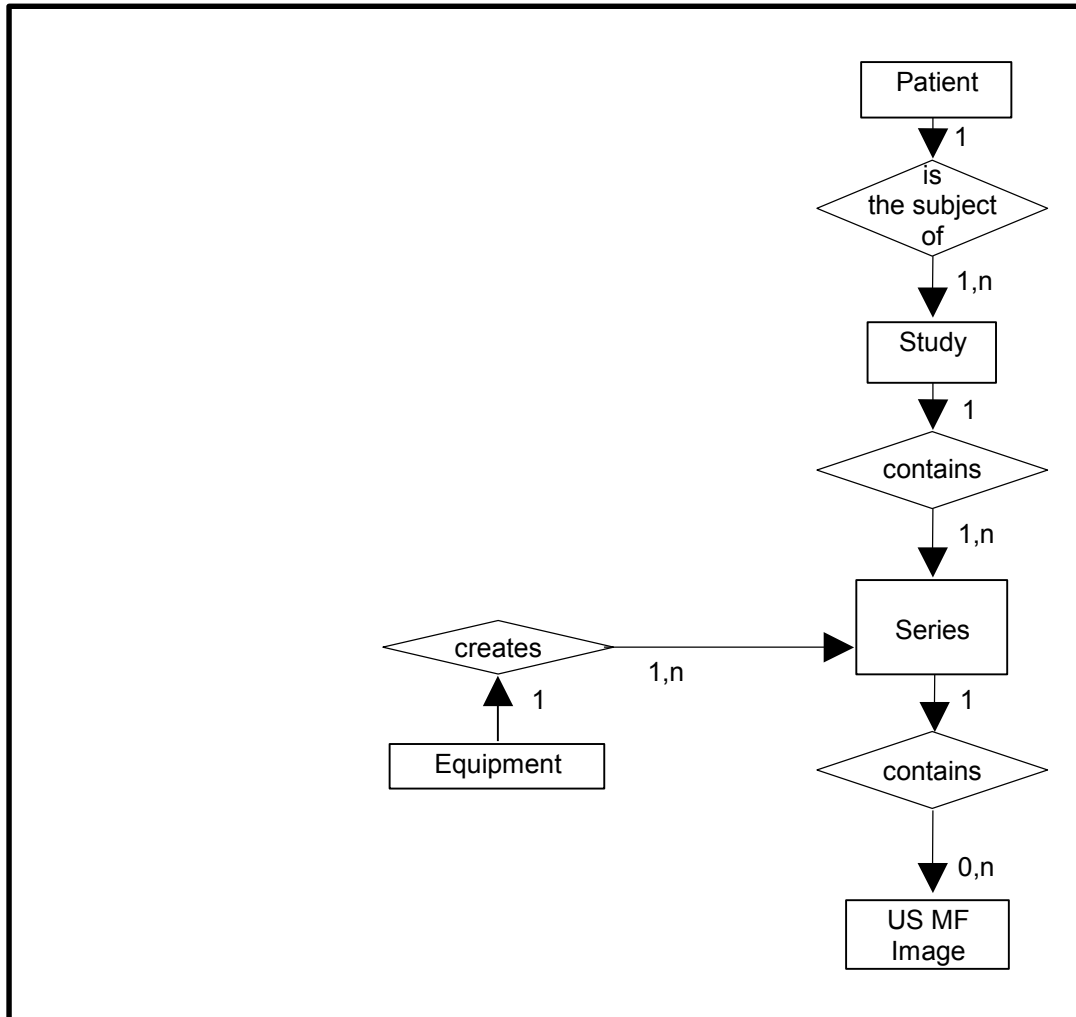 Patient
1
is
the subject
of
1,n
Study
1
contains
1,n
Series
creates
1,n
1
1
Equipment
contains
0,n
US MF
Image